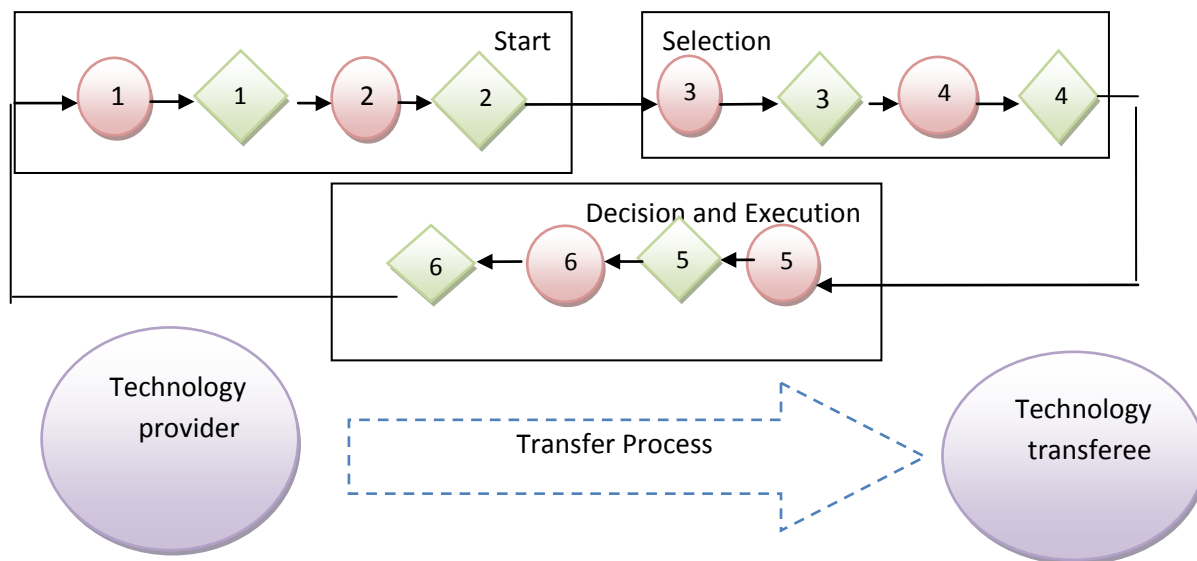 Start
1
1
2
2
Selection
3
3
4
4
Decision and Execution
6
6
5
5
Technology
provider
Transfer Process
Technology
transferee